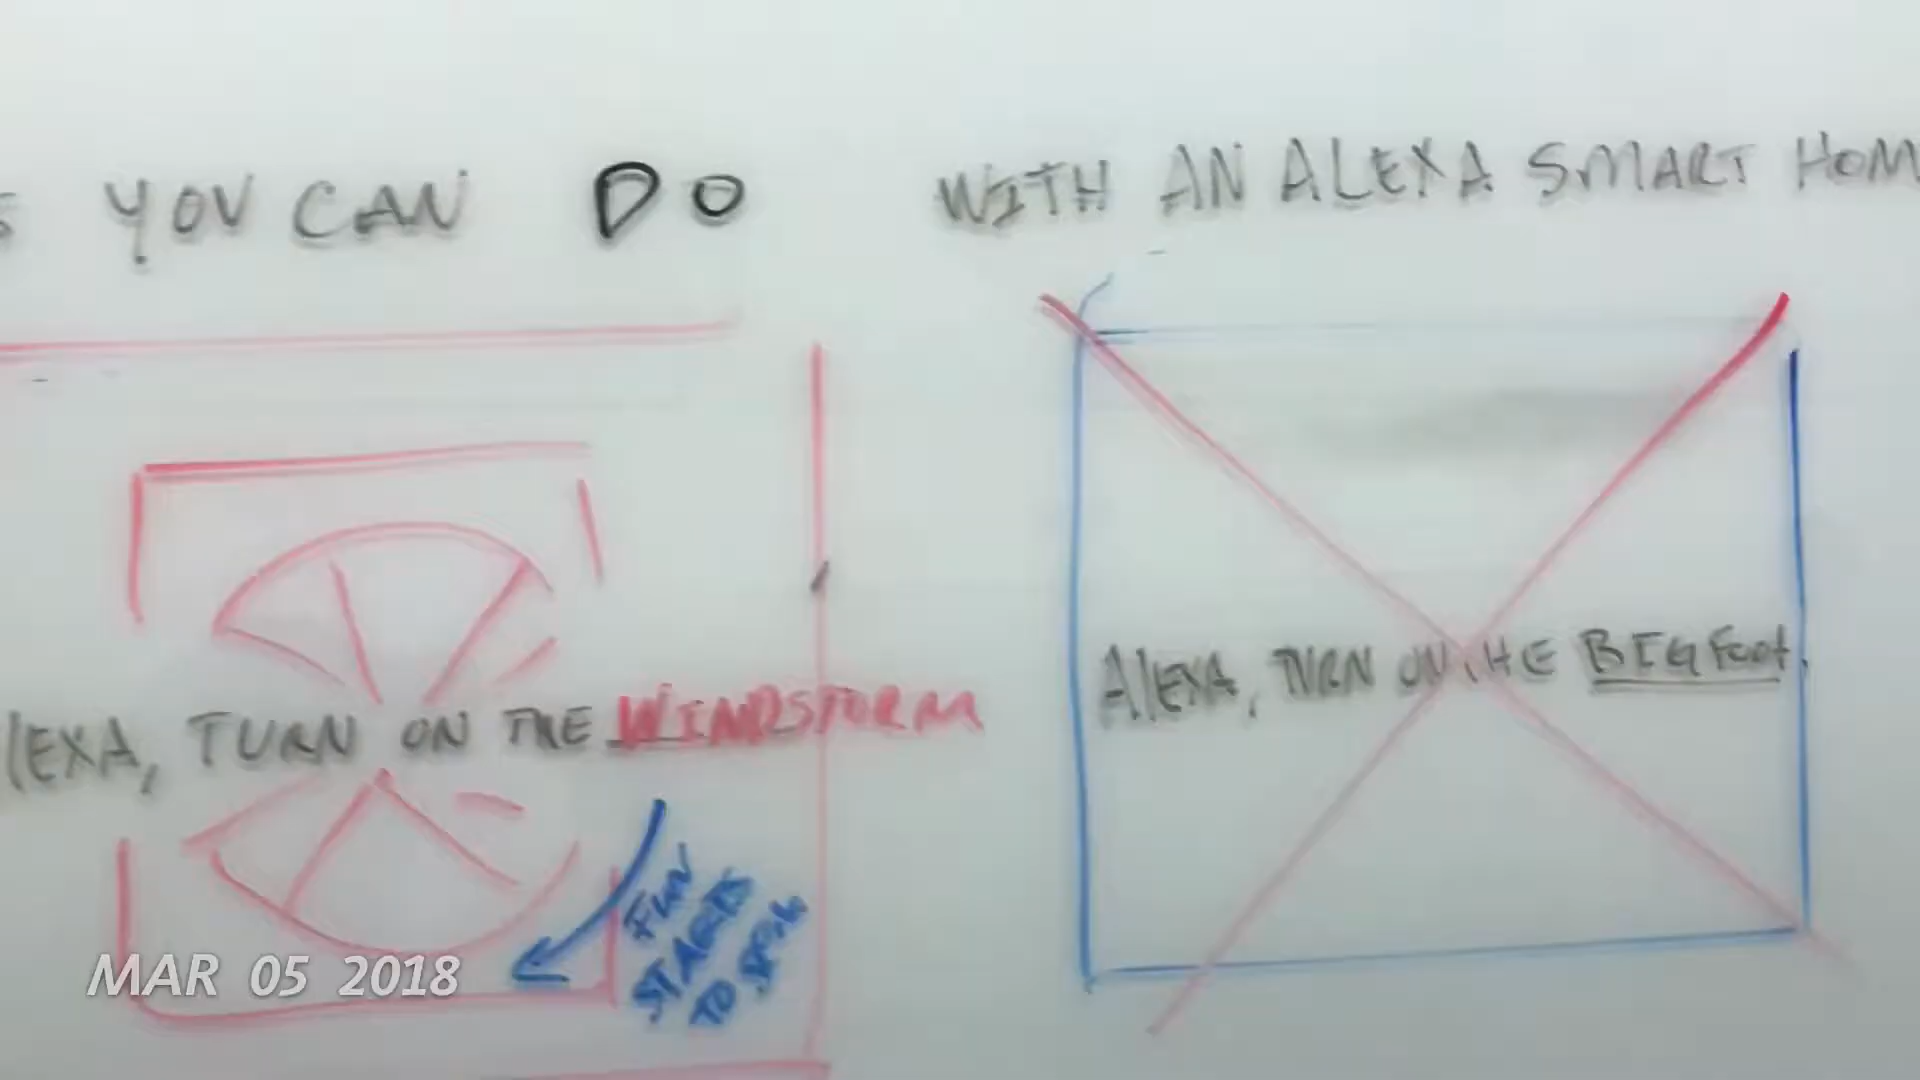 YOU CAN DO WITH AN ALEXA SMART HOM
LEXA, TURN ON THE WINDSTORM
FAN
STARTS
TO SPIN
ALEXA, TURN ON THE BIGFOOT.
MAR 05 2018